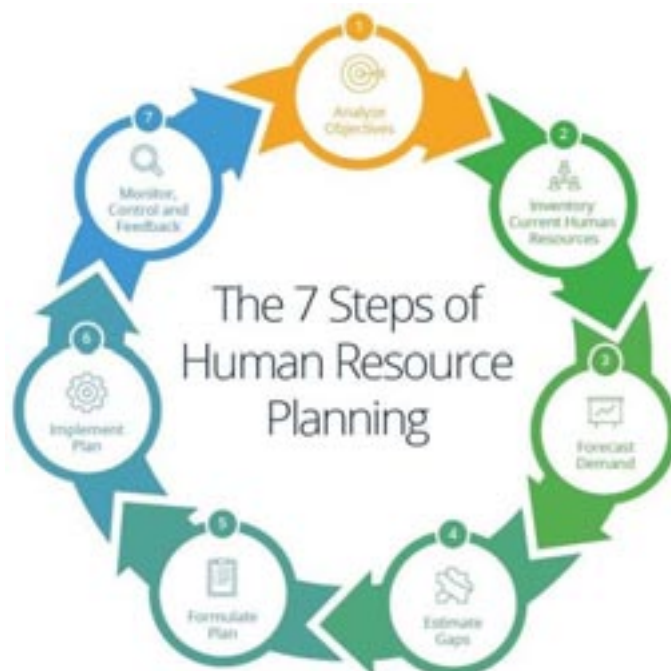 The 7 Steps of
Human Resource
Planning
1
Analyze
Objectives
2
Inventory
Current Human
Resources
3
Forecast
Demand
4
Estimate
Gaps
5
Formulate
Plan
6
Implement
Plan
7
Monitor,
Control and
Feedback